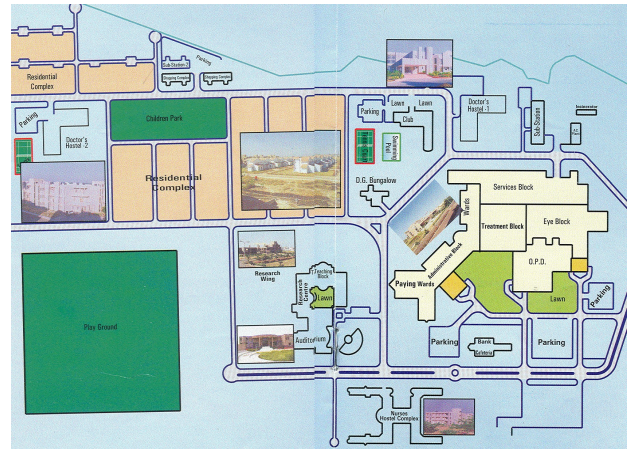 Parking
Sub Station-2
Shopping Complex
Shopping Complex
Residential
Complex
Parking
Doctor's
Hostel -2
Children Park
Residential
Complex
Parking
Lawn
Lawn
Club
Swimming
Pool
Doctor's
Hostel -1
Sub-Station
D.G. Bungalow
Services Block
Wards
Treatment Block
Eye Block
Administrative Block
O.P.D.
Paying Wards
Lawn
Parking
Research
Wing
Teaching
Block
Research
Centre
Lawn
Auditorium
Play Ground
Parking
Bank
Cafeteria
Parking
Nurses
Hostel Complex